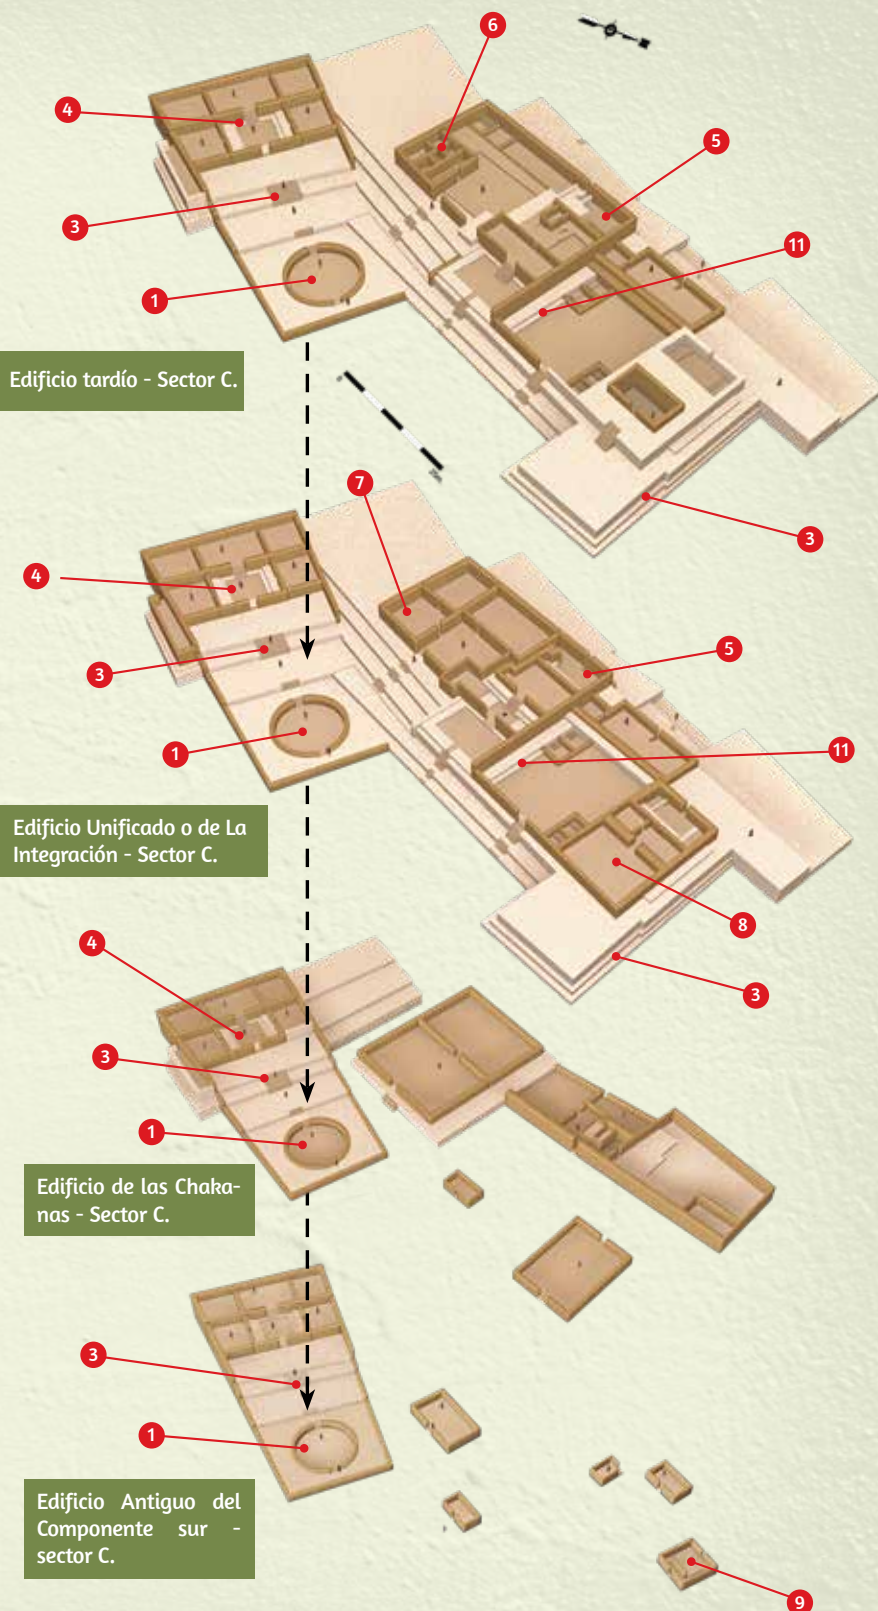 6
4
5
3
11
1
Edificio tardío - Sector C.
3
7
4
5
3
11
1
Edificio Unificado o de La
Integración - Sector C.
8
3
4
3
1
Edificio de las Chaka-
nas - Sector C.
3
1
Edificio Antiguo del
Componente sur -
sector C.
9